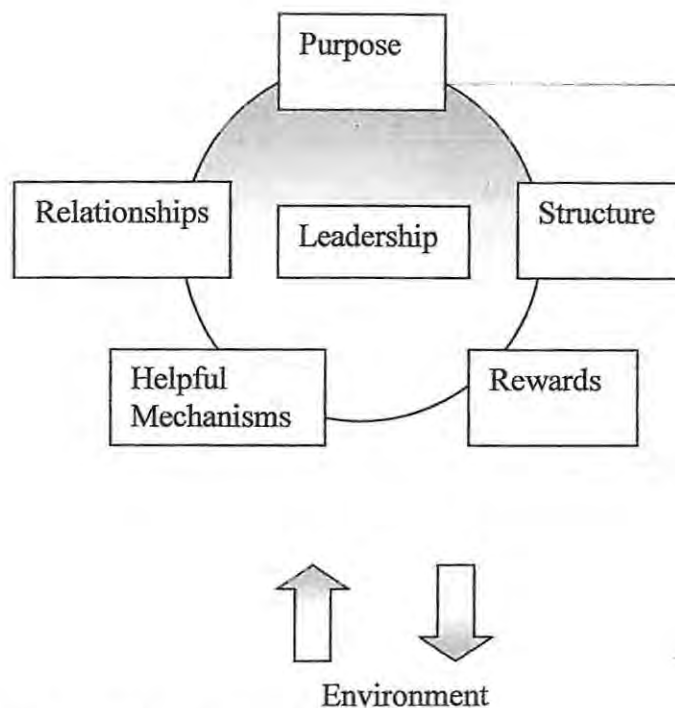 Purpose
Relationships
Leadership
Structure
Helpful
Mechanisms
Rewards
Environment